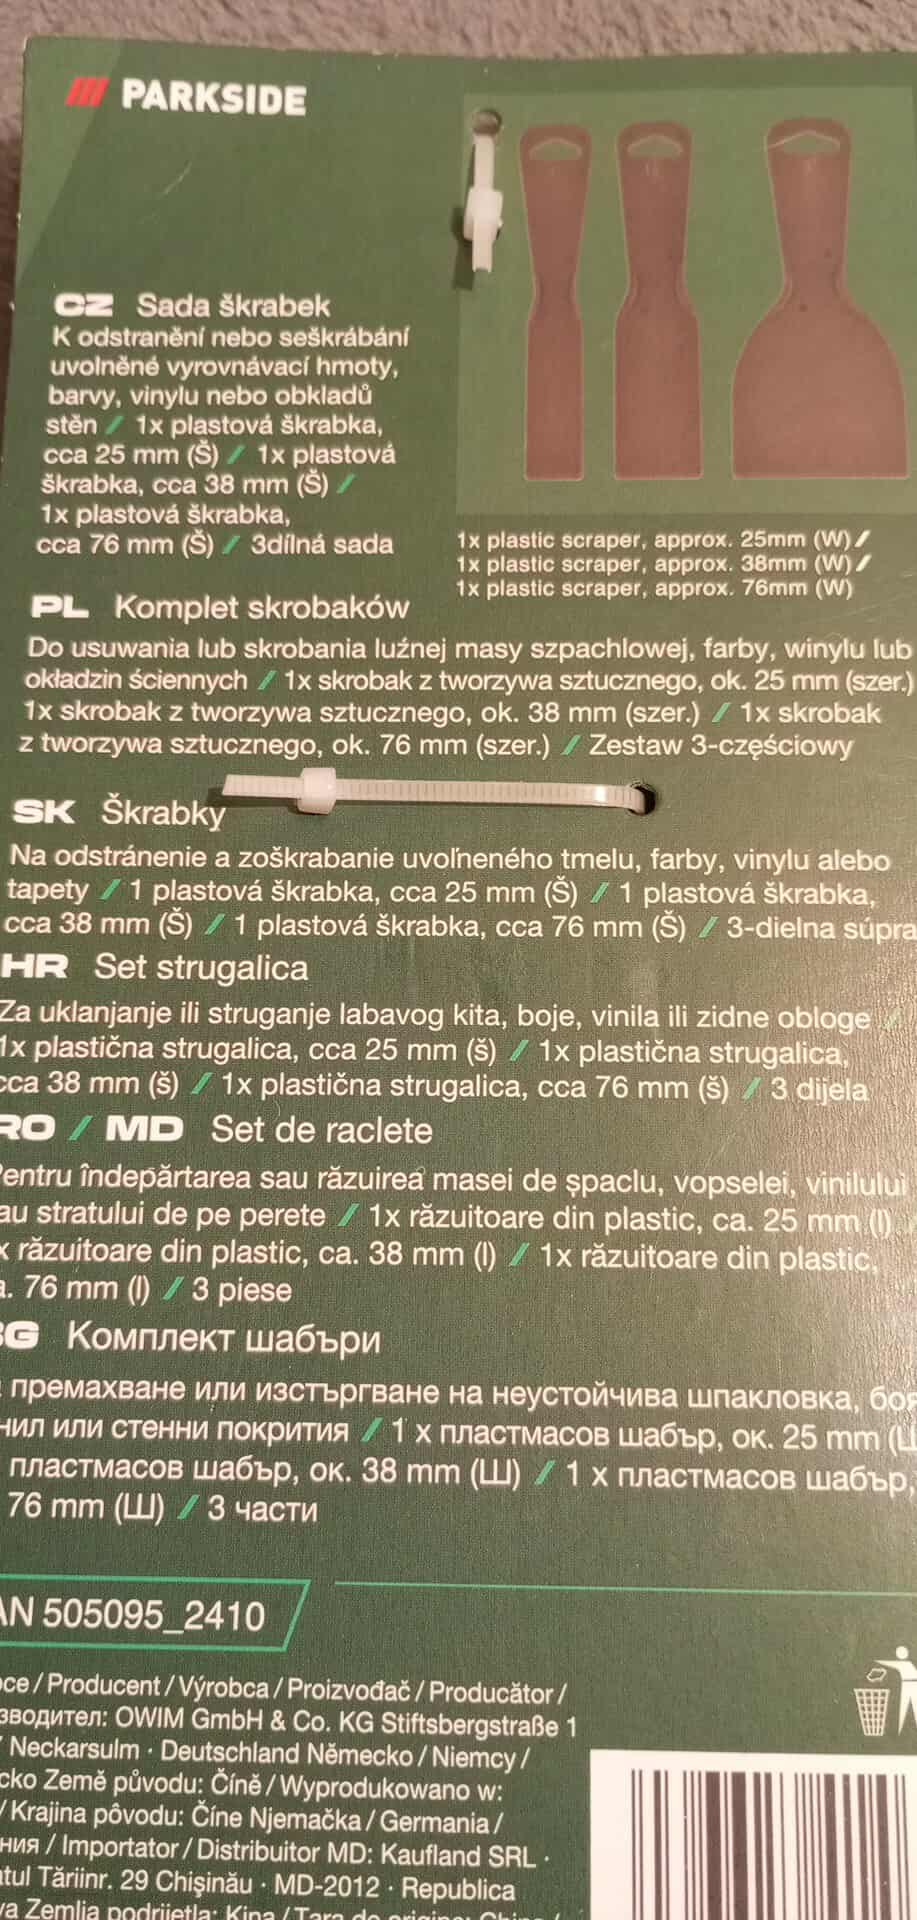 PARKSIDE
CZ Sada škrabek
K odstranění nebo seškrábání
uvolněné vyrovnávací hmoty,
barvy, vinylu nebo obkladů
stěn / 1x plastová škrabka,
cca 25 mm (Š) / 1x plastová
škrabka, cca 38 mm (Š) /
1x plastová škrabka,
cca 76 mm (Š) / 3dílná sada
1x plastic scraper, approx. 25mm (W) /
1x plastic scraper, approx. 38mm (W) /
1x plastic scraper, approx. 76mm (W)
PL Komplet skrobaków
Do usuwania lub skrobania luźnej masy szpachlowej, farby, winylu lub
okładzin ściennych / 1x skrobak z tworzywa sztucznego, ok. 25 mm (szer.)
1x skrobak z tworzywa sztucznego, ok. 38 mm (szer.) / 1x skrobak
z tworzywa sztucznego, ok. 76 mm (szer.) / Zestaw 3-częściowy
SK Škrabky
Na odstránenie a zoškrabanie uvoľneného tmelu, farby, vinylu alebo
tapety / 1 plastová škrabka, cca 25 mm (Š) / 1 plastová škrabka,
cca 38 mm (Š) / 1 plastová škrabka, cca 76 mm (Š) / 3-dielna súpra
HR Set strugalica
Za uklanjanje ili struganje labavog kita, boje, vinila ili zidne obloge /
1x plastična strugalica, cca 25 mm (š) / 1x plastična strugalica,
cca 38 mm (š) / 1x plastična strugalica, cca 76 mm (š) / 3 dijela
RO / MD Set de raclete
Pentru îndepărtarea sau răzuirea masei de șpaclu, vopselei, vinilului
au stratului de pe perete / 1x răzuitoare din plastic, ca. 25 mm (l)
x răzuitoare din plastic, ca. 38 mm (l) / 1x răzuitoare din plastic,
a. 76 mm (l) / 3 piese
BG Комплект шабъри
премахване или изстъргване на неустойчива шпакловка, боя
нил или стенни покрития / 1 x пластмасов шабър, ок. 25 mm (Ш
пластмасов шабър, ок. 38 mm (Ш) / 1 x пластмасов шабър,
76 mm (Ш) / 3 части
AN 505095_2410
ce / Producent / Výrobca / Proizvođač / Producător /
зводител: OWIM GmbH & Co. KG Stiftsbergstraße 1
Neckarsulm · Deutschland Německo / Niemcy /
cko Země původu: Číně / Wyprodukowano w:
/ Krajina pôvodu: Číne Njemačka / Germania /
ния / Importator / Distribuitor MD: Kaufland SRL ·
tul Tăriinr. 29 Chişinău · MD-2012 · Republica
va Zemlja podrijetla: Kina / Tara de origine: China /